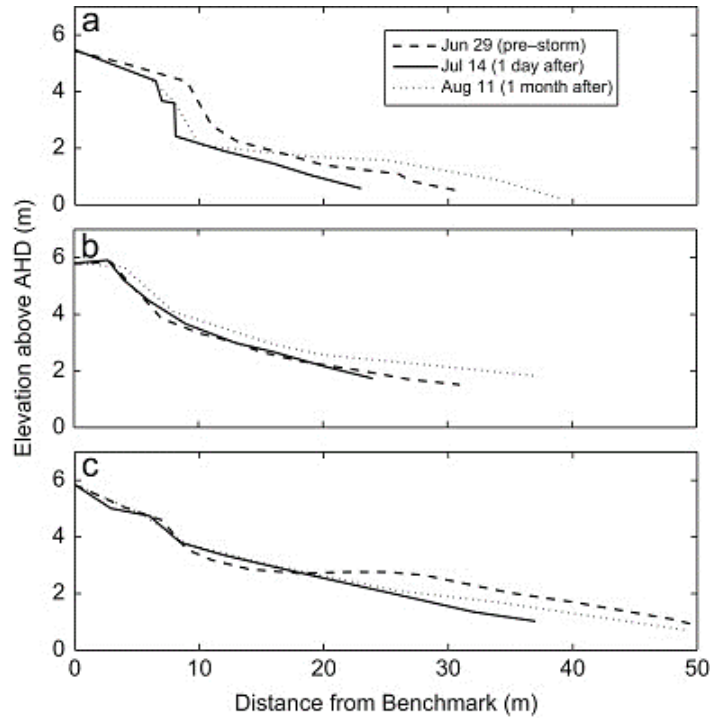 a
6
4
2
0
Jun 29 (pre–storm)
Jul 14 (1 day after)
Aug 11 (1 month after)
b
6
4
2
0
c
6
4
2
0
0 10 20 30 40 50
Elevation above AHD (m)
Distance from Benchmark (m)